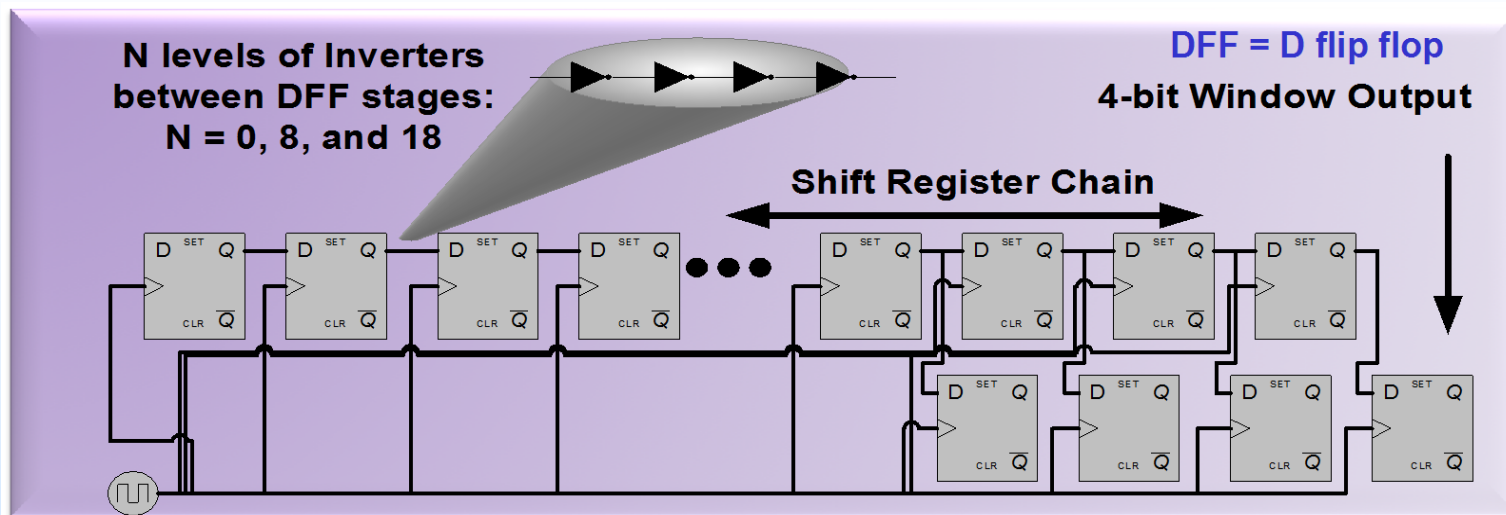 N levels of Inverters
between DFF stages:
N = 0, 8, and 18
DFF = D flip flop
4-bit Window Output
Shift Register Chain
D SET Q
CLR Q̅
D SET Q
CLR Q̅
D SET Q
CLR Q̅
D SET Q
CLR Q̅
D SET Q
CLR Q̅
D SET Q
CLR Q̅
D SET Q
CLR Q̅
D SET Q
CLR Q̅
D SET Q
CLR Q̅
D SET Q
CLR Q̅
D SET Q
CLR Q̅
D SET Q
CLR Q̅